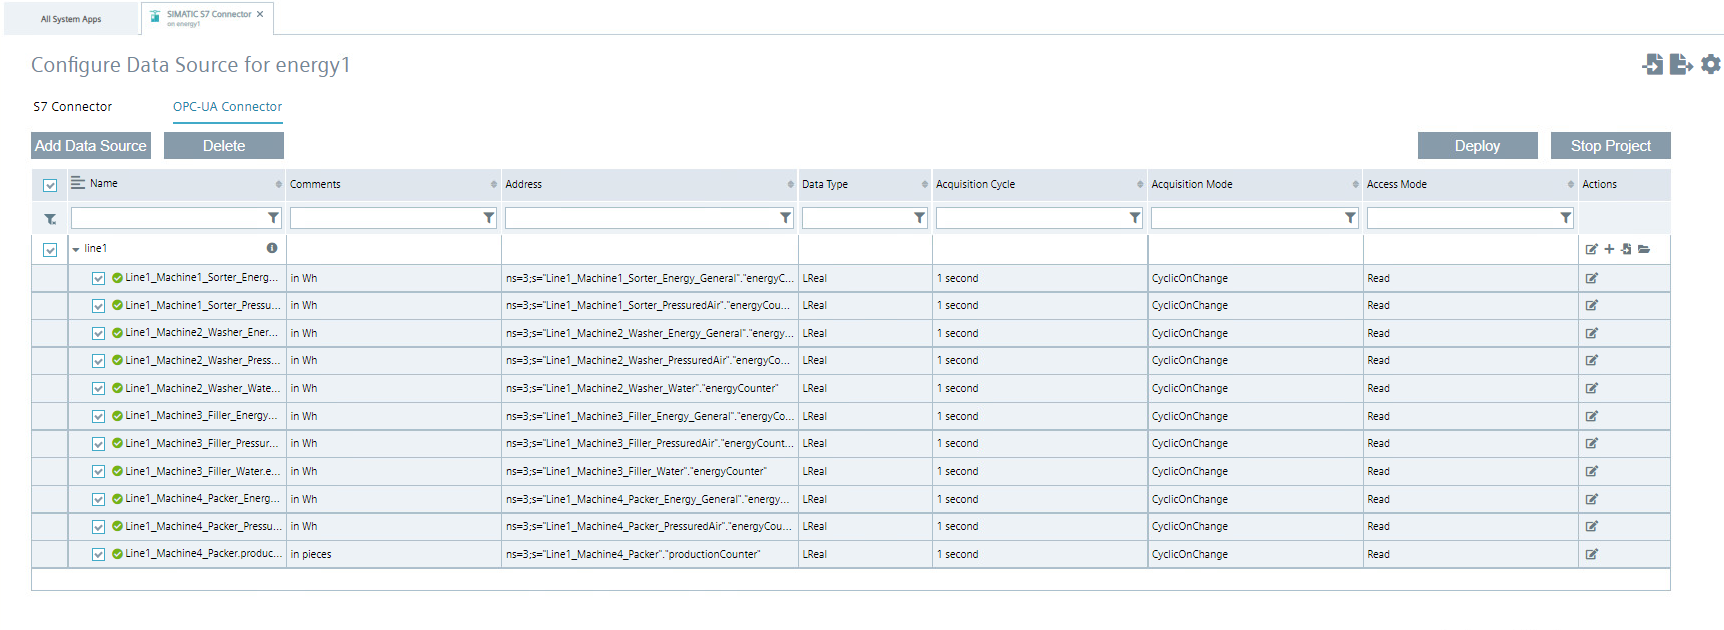 All System Apps
SIMATIC S7 Connector
on energy1
Configure Data Source for energy1
S7 Connector OPC-UA Connector
Add Data Source Delete Deploy Stop Project
Name Comments Address Data Type Acquisition Cycle Acquisition Mode Access Mode Actions
line1
Line1_Machine1_Sorter_Energ... in Wh ns=3;s="Line1_Machine1_Sorter_Energy_General"."energyC... LReal 1 second CyclicOnChange Read
Line1_Machine1_Sorter_Pressu... in Wh ns=3;s="Line1_Machine1_Sorter_PressuredAir"."energyCou... LReal 1 second CyclicOnChange Read
Line1_Machine2_Washer_Ener... in Wh ns=3;s="Line1_Machine2_Washer_Energy_General"."energy... LReal 1 second CyclicOnChange Read
Line1_Machine2_Washer_Press... in Wh ns=3;s="Line1_Machine2_Washer_PressuredAir"."energyCo... LReal 1 second CyclicOnChange Read
Line1_Machine2_Washer_Wate... in Wh ns=3;s="Line1_Machine2_Washer_Water"."energyCounter" LReal 1 second CyclicOnChange Read
Line1_Machine3_Filler_Energy... in Wh ns=3;s="Line1_Machine3_Filler_Energy_General"."energyCo... LReal 1 second CyclicOnChange Read
Line1_Machine3_Filler_Pressur... in Wh ns=3;s="Line1_Machine3_Filler_PressuredAir"."energyCount... LReal 1 second CyclicOnChange Read
Line1_Machine3_Filler_Water.e... in Wh ns=3;s="Line1_Machine3_Filler_Water"."energyCounter" LReal 1 second CyclicOnChange Read
Line1_Machine4_Packer_Energ... in Wh ns=3;s="Line1_Machine4_Packer_Energy_General"."energy... LReal 1 second CyclicOnChange Read
Line1_Machine4_Packer_Pressu... in Wh ns=3;s="Line1_Machine4_Packer_PressuredAir"."energyCou... LReal 1 second CyclicOnChange Read
Line1_Machine4_Packer.produc... in pieces ns=3;s="Line1_Machine4_Packer"."productionCounter" LReal 1 second CyclicOnChange Read